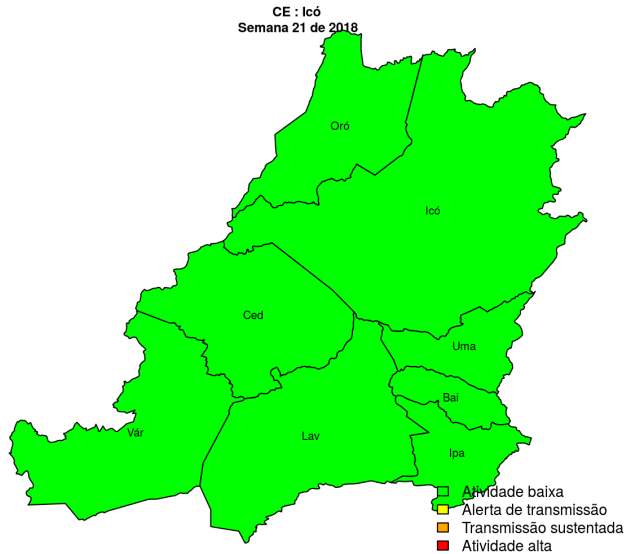 CE : Icó
Semana 21 de 2018
Oró
Icó
Ced
Uma
Bai
Vár
Lav
Ipa
Atividade baixa
Alerta de transmissão
Transmissão sustentada
Atividade alta